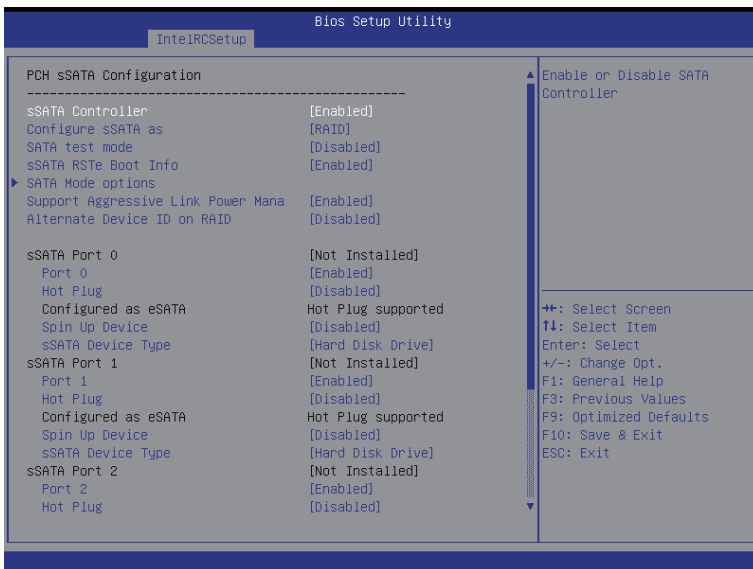 Bios Setup Utility
IntelRCSetup
PCH sSATA Configuration
------------------------------------------------
sSATA Controller [Enabled]
Configure sSATA as [RAID]
SATA test mode [Disabled]
sSATA RSTe Boot Info [Enabled]
SATA Mode options
Support Aggressive Link Power Mana [Enabled]
Alternate Device ID on RAID [Disabled]
sSATA Port 0 [Not Installed]
Port 0 [Enabled]
Hot Plug [Disabled]
Configured as eSATA Hot Plug supported
Spin Up Device [Disabled]
sSATA Device Type [Hard Disk Drive]
sSATA Port 1 [Not Installed]
Port 1 [Enabled]
Hot Plug [Disabled]
Configured as eSATA Hot Plug supported
Spin Up Device [Disabled]
sSATA Device Type [Hard Disk Drive]
sSATA Port 2 [Not Installed]
Port 2 [Enabled]
Hot Plug [Disabled]
Enable or Disable SATA
Controller
→←: Select Screen
↑↓: Select Item
Enter: Select
+/-: Change Opt.
F1: General Help
F3: Previous Values
F9: Optimized Defaults
F10: Save & Exit
ESC: Exit